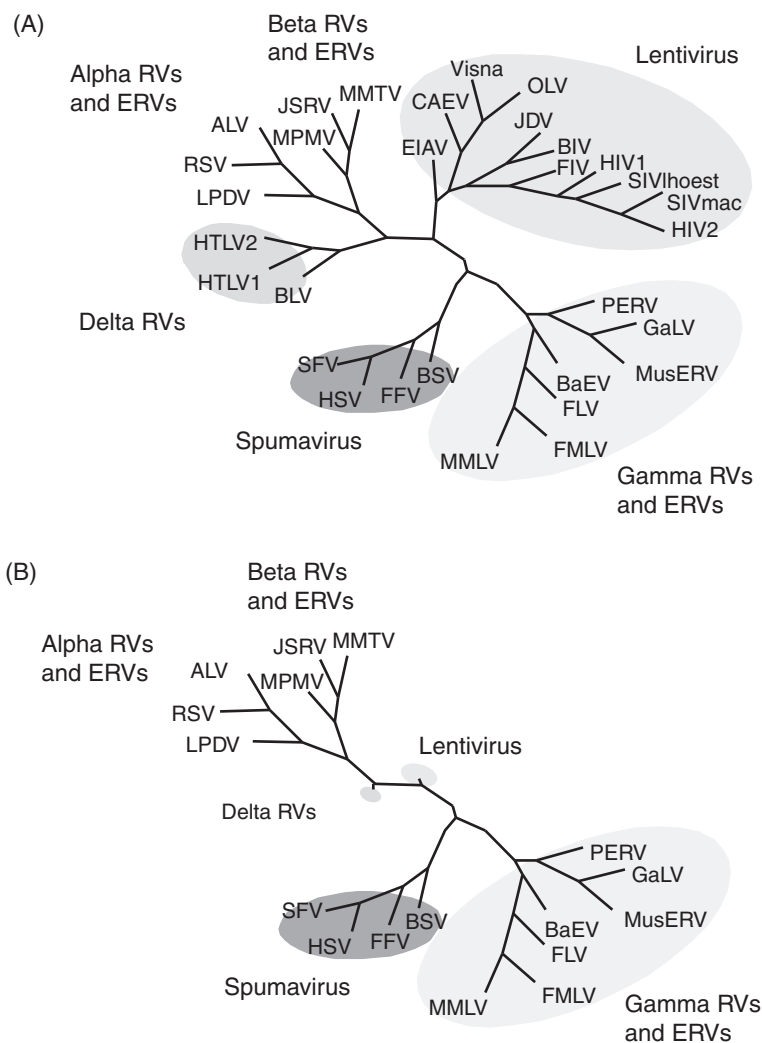 (A)
Beta RVs
and ERVs
Alpha RVs
and ERVs
Lentivirus
Visna
OLV
CAEV
JDV
EIAV
BIV
FIV
HIV1
SIVlhoest
SIVmac
HIV2
MMTV
JSRV
MPMV
ALV
RSV
LPDV
HTLV2
HTLV1
BLV
Delta RVs
SFV
HSV
FFV
BSV
Spumavirus
PERV
GaLV
MusERV
BaEV
FLV
FMLV
MMLV
Gamma RVs
and ERVs
(B)
Beta RVs
and ERVs
Alpha RVs
and ERVs
JSRV
MMTV
MPMV
ALV
RSV
LPDV
Lentivirus
Delta RVs
SFV
HSV
FFV
BSV
Spumavirus
PERV
GaLV
MusERV
BaEV
FLV
FMLV
MMLV
Gamma RVs
and ERVs